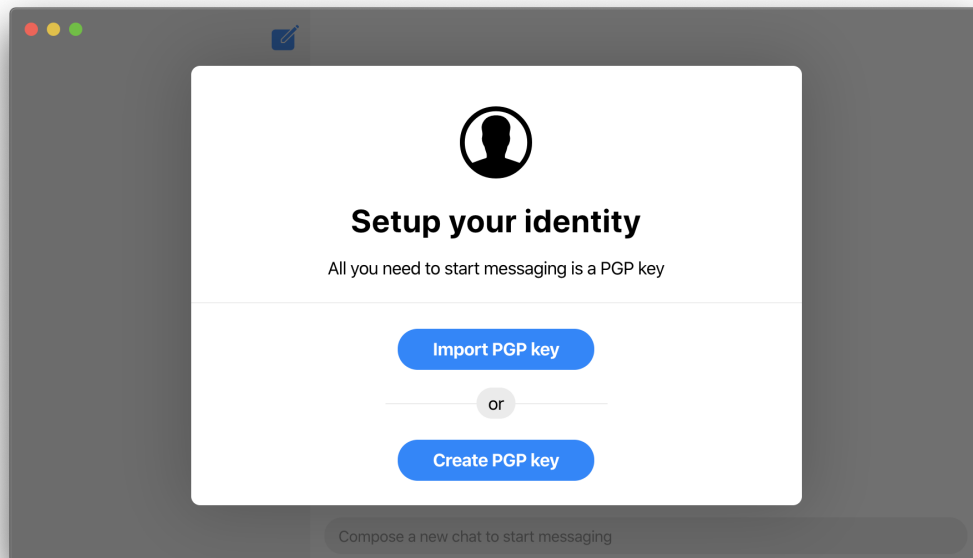 Setup your identity
All you need to start messaging is a PGP key
Import PGP key
or
Create PGP key
Compose a new chat to start messaging